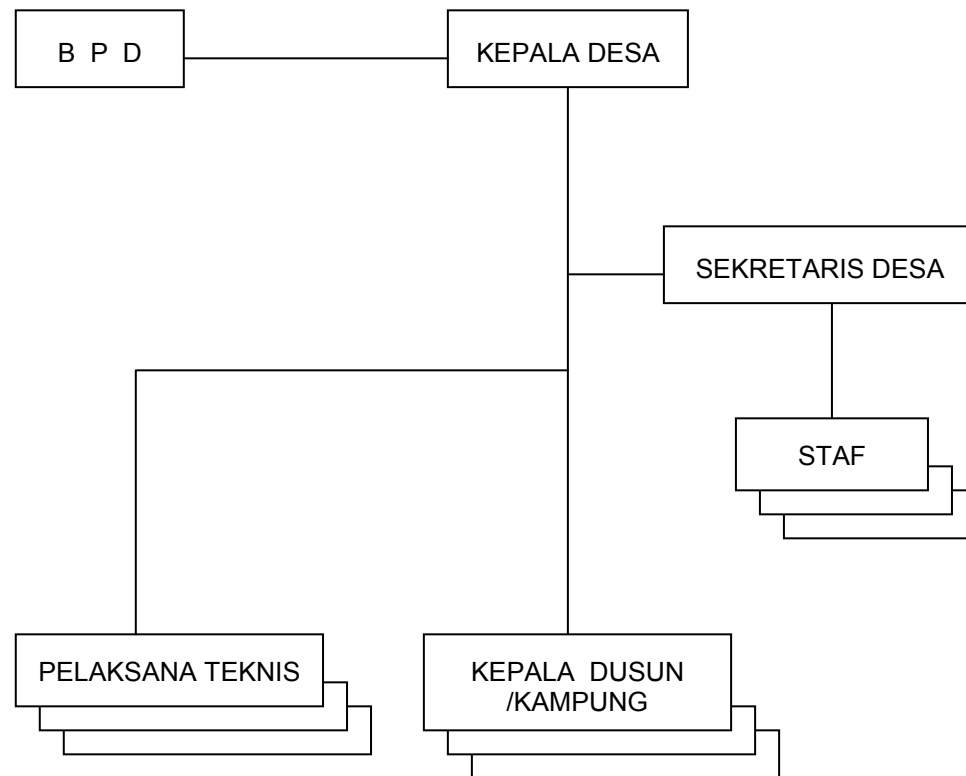 B P D
KEPALA DESA
SEKRETARIS DESA
STAF
PELAKSANA TEKNIS
KEPALA DUSUN
/KAMPUNG